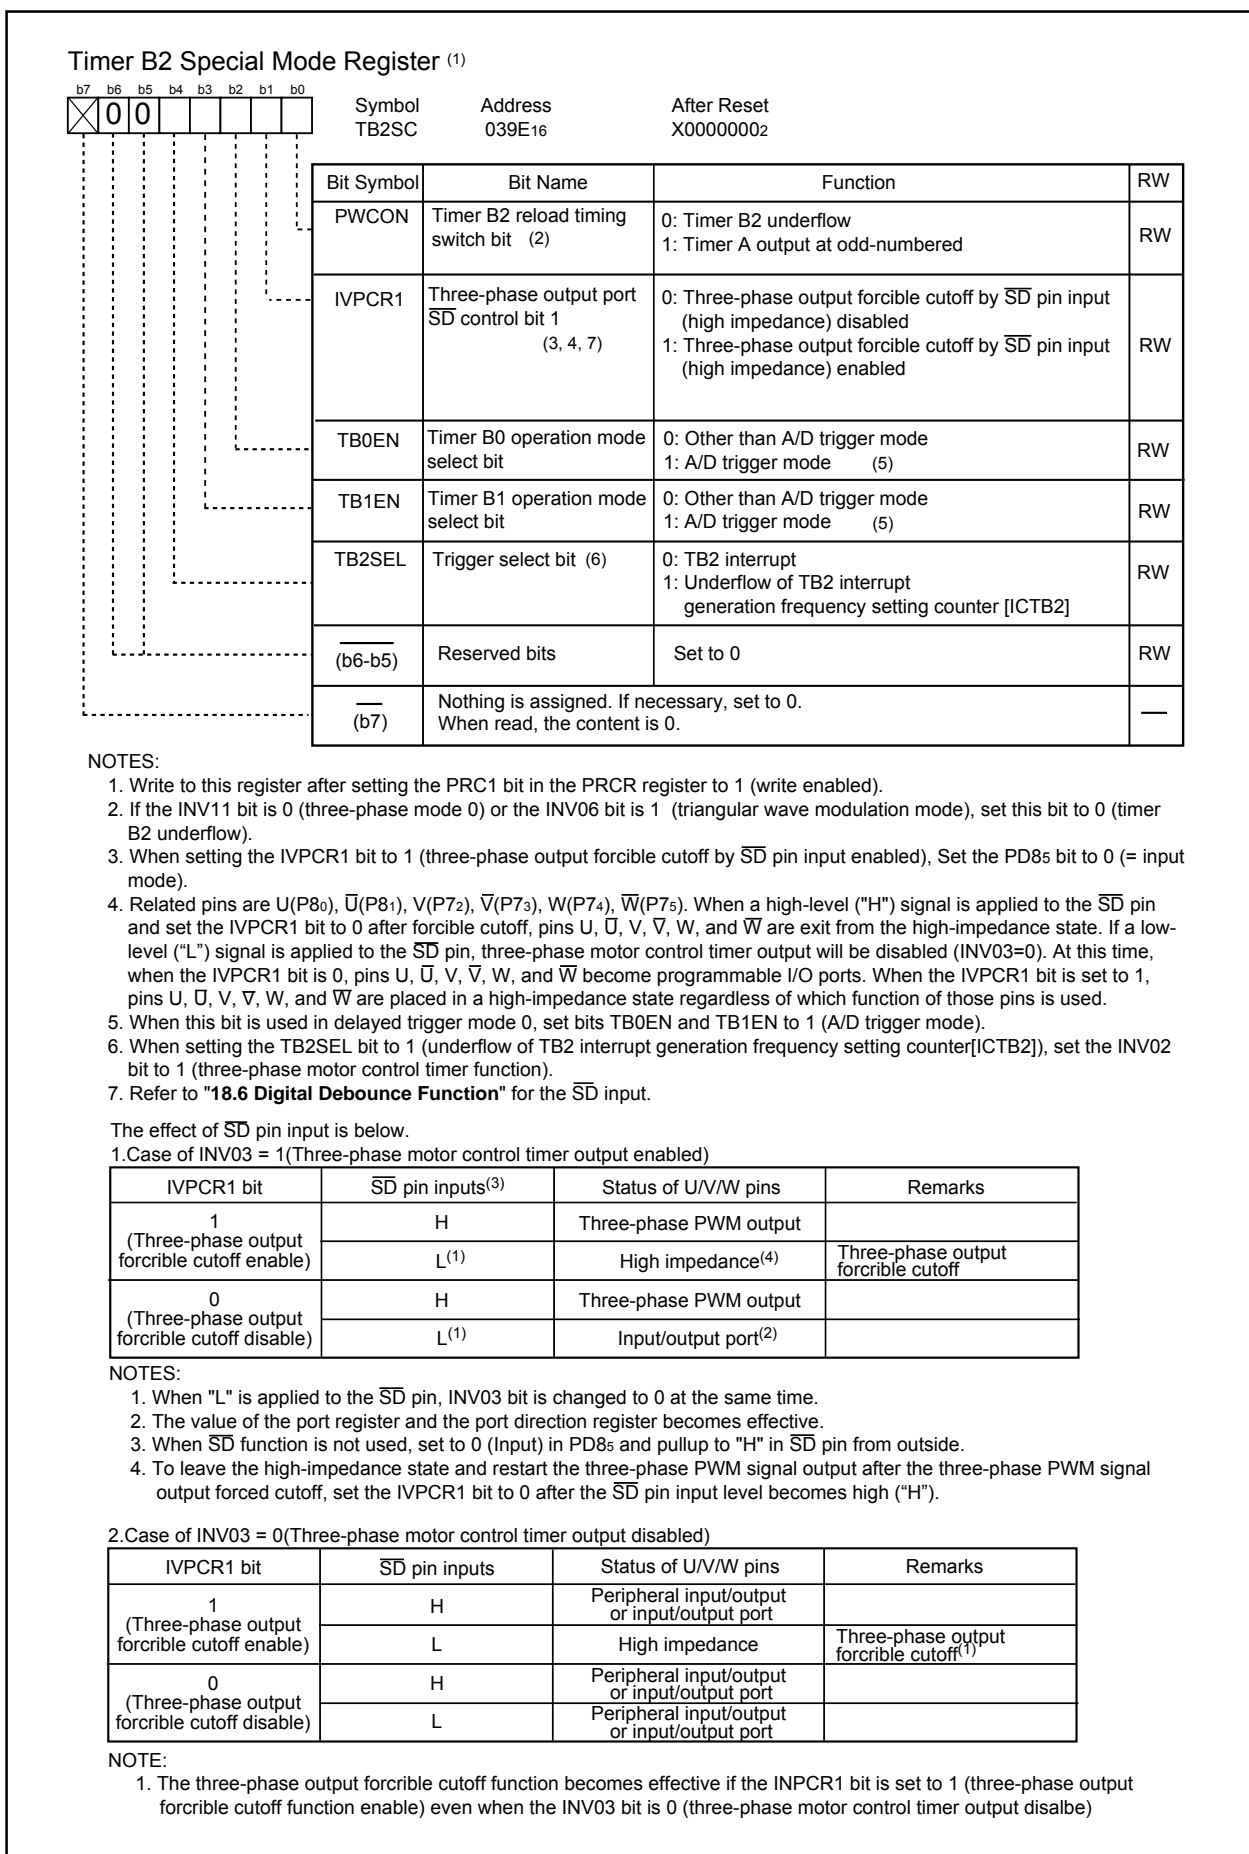 Timer B2 Special Mode Register (1)
b7 b6 b5 b4 b3 b2 b1 b0
0 0
Symbol Address After Reset
TB2SC 039E16 X00000002
Bit Symbol Bit Name Function RW
PWCON Timer B2 reload timing switch bit (2) 0: Timer B2 underflow
1: Timer A output at odd-numbered RW
IVPCR1 Three-phase output port S̅D̅ control bit 1 (3, 4, 7) 0: Three-phase output forcible cutoff by S̅D̅ pin input
(high impedance) disabled
1: Three-phase output forcible cutoff by S̅D̅ pin input
(high impedance) enabled RW
TB0EN Timer B0 operation mode select bit 0: Other than A/D trigger mode
1: A/D trigger mode (5) RW
TB1EN Timer B1 operation mode select bit 0: Other than A/D trigger mode
1: A/D trigger mode (5) RW
TB2SEL Trigger select bit (6) 0: TB2 interrupt
1: Underflow of TB2 interrupt
generation frequency setting counter [ICTB2] RW
(b6-b5) Reserved bits Set to 0 RW
(b7) Nothing is assigned. If necessary, set to 0.
When read, the content is 0. —
NOTES:
1. Write to this register after setting the PRC1 bit in the PRCR register to 1 (write enabled).
2. If the INV11 bit is 0 (three-phase mode 0) or the INV06 bit is 1 (triangular wave modulation mode), set this bit to 0 (timer
B2 underflow).
3. When setting the IVPCR1 bit to 1 (three-phase output forcible cutoff by S̅D̅ pin input enabled), Set the PD85 bit to 0 (= input
mode).
4. Related pins are U(P80), U̅(P81), V(P72), V̅(P73), W(P74), W̅(P75). When a high-level ("H") signal is applied to the S̅D̅ pin
and set the IVPCR1 bit to 0 after forcible cutoff, pins U, U̅, V, V̅, W, and W̅ are exit from the high-impedance state. If a low-
level (“L”) signal is applied to the S̅D̅ pin, three-phase motor control timer output will be disabled (INV03=0). At this time,
when the IVPCR1 bit is 0, pins U, U̅, V, V̅, W, and W̅ become programmable I/O ports. When the IVPCR1 bit is set to 1,
pins U, U̅, V, V̅, W, and W̅ are placed in a high-impedance state regardless of which function of those pins is used.
5. When this bit is used in delayed trigger mode 0, set bits TB0EN and TB1EN to 1 (A/D trigger mode).
6. When setting the TB2SEL bit to 1 (underflow of TB2 interrupt generation frequency setting counter[ICTB2]), set the INV02
bit to 1 (three-phase motor control timer function).
7. Refer to "18.6 Digital Debounce Function" for the S̅D̅ input.
The effect of S̅D̅ pin input is below.
1.Case of INV03 = 1(Three-phase motor control timer output enabled)
IVPCR1 bit S̅D̅ pin inputs(3) Status of U/V/W pins Remarks
1
(Three-phase output
forcrible cutoff enable) H Three-phase PWM output
L(1) High impedance(4) Three-phase output
forcrible cutoff
0
(Three-phase output
forcrible cutoff disable) H Three-phase PWM output
L(1) Input/output port(2)
NOTES:
1. When "L" is applied to the S̅D̅ pin, INV03 bit is changed to 0 at the same time.
2. The value of the port register and the port direction register becomes effective.
3. When S̅D̅ function is not used, set to 0 (Input) in PD85 and pullup to "H" in S̅D̅ pin from outside.
4. To leave the high-impedance state and restart the three-phase PWM signal output after the three-phase PWM signal
output forced cutoff, set the IVPCR1 bit to 0 after the S̅D̅ pin input level becomes high (“H”).
2.Case of INV03 = 0(Three-phase motor control timer output disabled)
IVPCR1 bit S̅D̅ pin inputs Status of U/V/W pins Remarks
1
(Three-phase output
forcrible cutoff enable) H Peripheral input/output
or input/output port
L High impedance Three-phase output
forcrible cutoff(1)
0
(Three-phase output
forcrible cutoff disable) H Peripheral input/output
or input/output port
L Peripheral input/output
or input/output port
NOTE:
1. The three-phase output forcrible cutoff function becomes effective if the INPCR1 bit is set to 1 (three-phase output
forcrible cutoff function enable) even when the INV03 bit is 0 (three-phase motor control timer output disalbe)